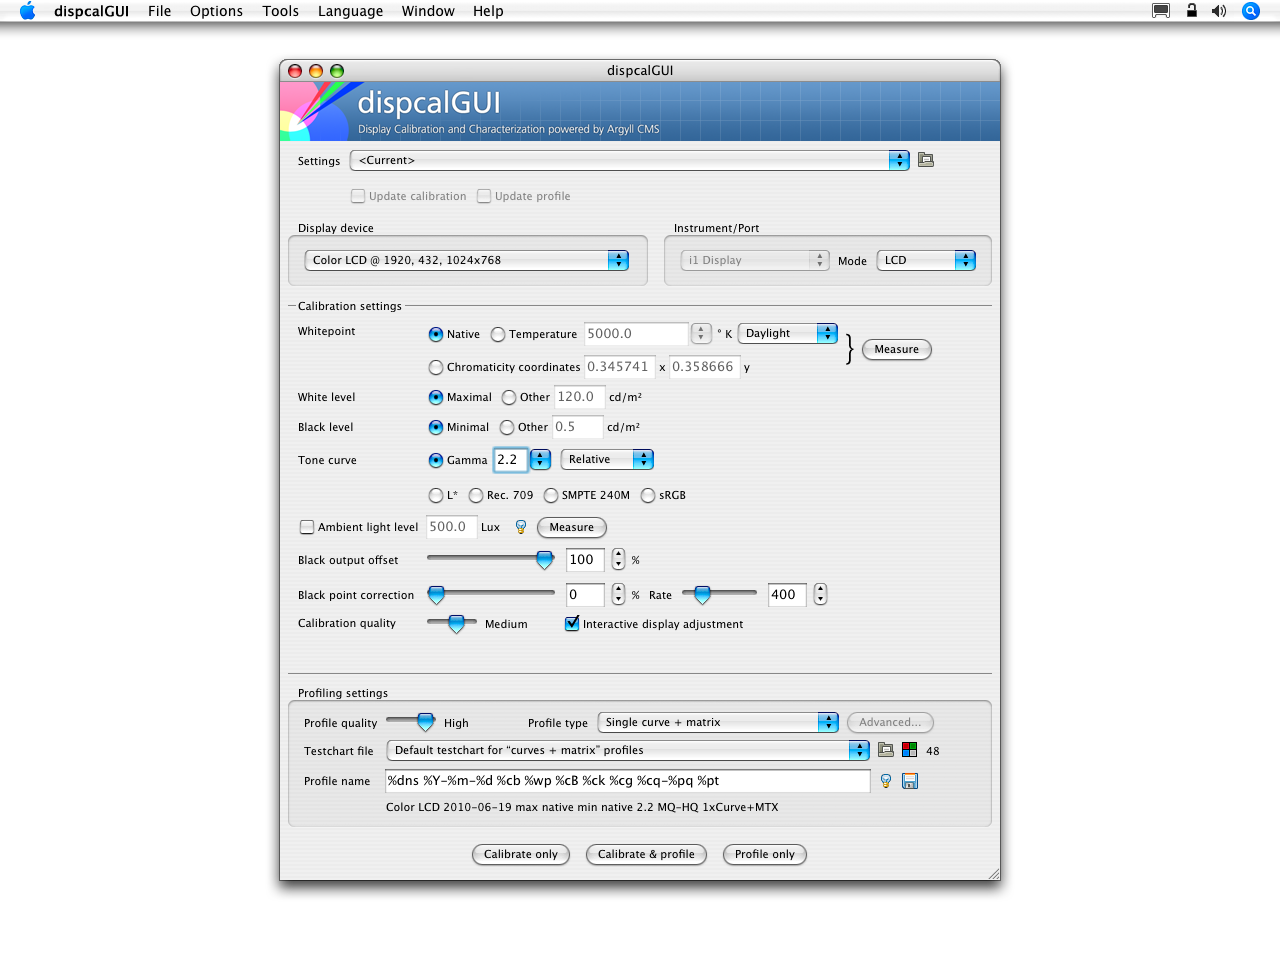 dispcalGUI File Options Tools Language Window Help
dispcalGUI
dispcalGUI
Display Calibration and Characterization powered by Argyll CMS
Settings <Current>
Update calibration Update profile
Display device Instrument/Port
Color LCD @ 1920, 432, 1024x768 i1 Display Mode LCD
Calibration settings
Whitepoint Native Temperature 5000.0 ° K Daylight } Measure
Chromaticity coordinates 0.345741 x 0.358666 y
White level Maximal Other 120.0 cd/m²
Black level Minimal Other 0.5 cd/m²
Tone curve Gamma 2.2 Relative
L* Rec. 709 SMPTE 240M sRGB
Ambient light level 500.0 Lux Measure
Black output offset 100 %
Black point correction 0 % Rate 400
Calibration quality Medium Interactive display adjustment
Profiling settings
Profile quality High Profile type Single curve + matrix Advanced...
Testchart file Default testchart for “curves + matrix” profiles 48
Profile name %dns %Y-%m-%d %cb %wp %cB %ck %cg %cq-%pq %pt
Color LCD 2010-06-19 max native min native 2.2 MQ-HQ 1xCurve+MTX
Calibrate only Calibrate & profile Profile only